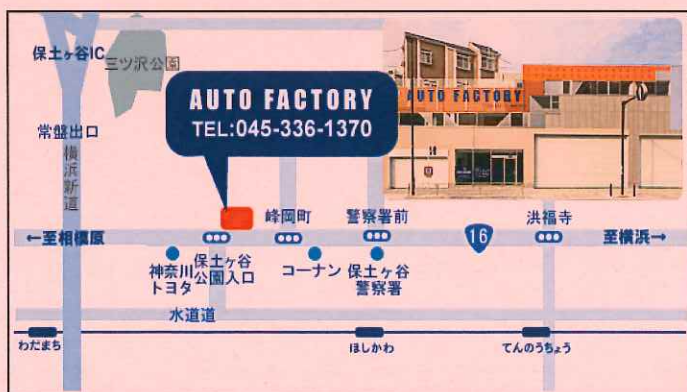 保土ヶ谷IC
三ツ沢公園
AUTO FACTORY
AUTO FACTORY
TEL:045-336-1370
常盤出口
横浜新道
峰岡町
警察署前
洪福寺
←至相模原
16
至横浜→
神奈川
トヨタ
保土ヶ谷
公園入口
コーナン
保土ヶ谷
警察署
水道道
わだまち
ほしかわ
てんのうちょう